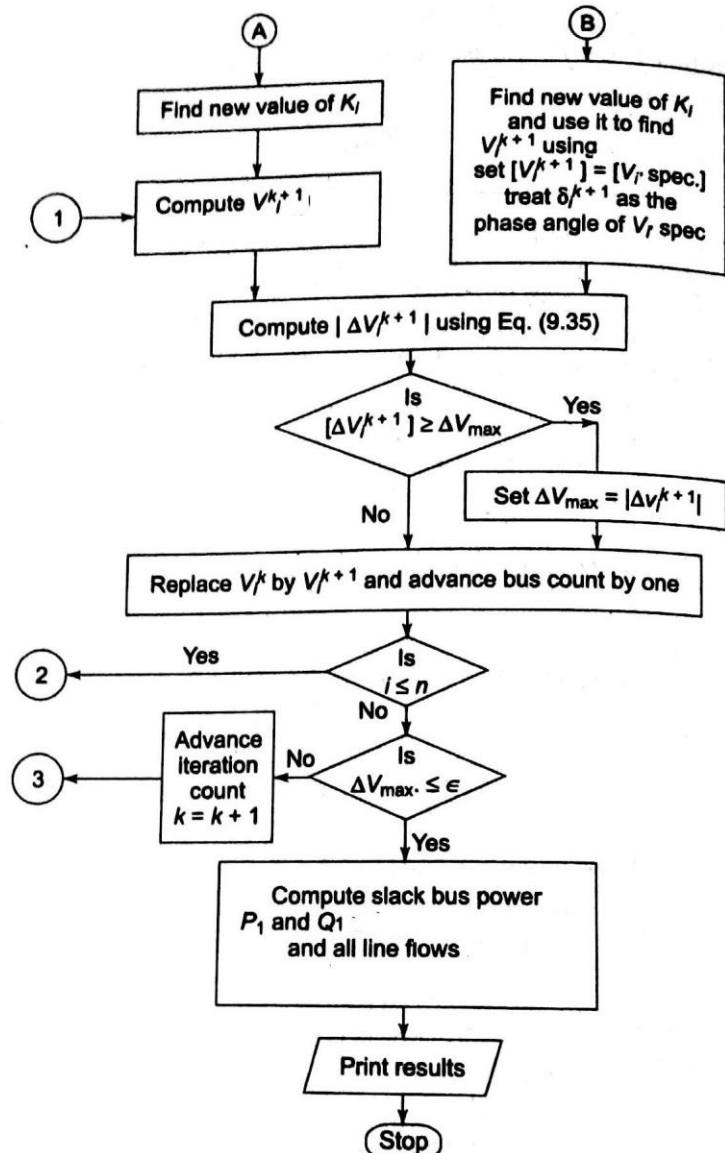 A
B
Find new value of K_i
Find new value of K_i
and use it to find
V_i^{k+1} using
set [V_i^{k+1}] = [V_i. spec.]
treat δ_i^{k+1} as the
phase angle of V_i spec
1
Compute V_i^{k+1}
Compute | ΔV_i^{k+1} | using Eq. (9.35)
Is
[ΔV_i^{k+1}] ≥ ΔV_max
Yes
No
Set ΔV_max = |Δv_i^{k+1}|
Replace V_i^k by V_i^{k+1} and advance bus count by one
Is
i ≤ n
Yes
2
No
Is
ΔV_max. ≤ ϵ
No
Advance
iteration
count
k = k + 1
3
Yes
Compute slack bus power
P_1 and Q_1
and all line flows
Print results
Stop